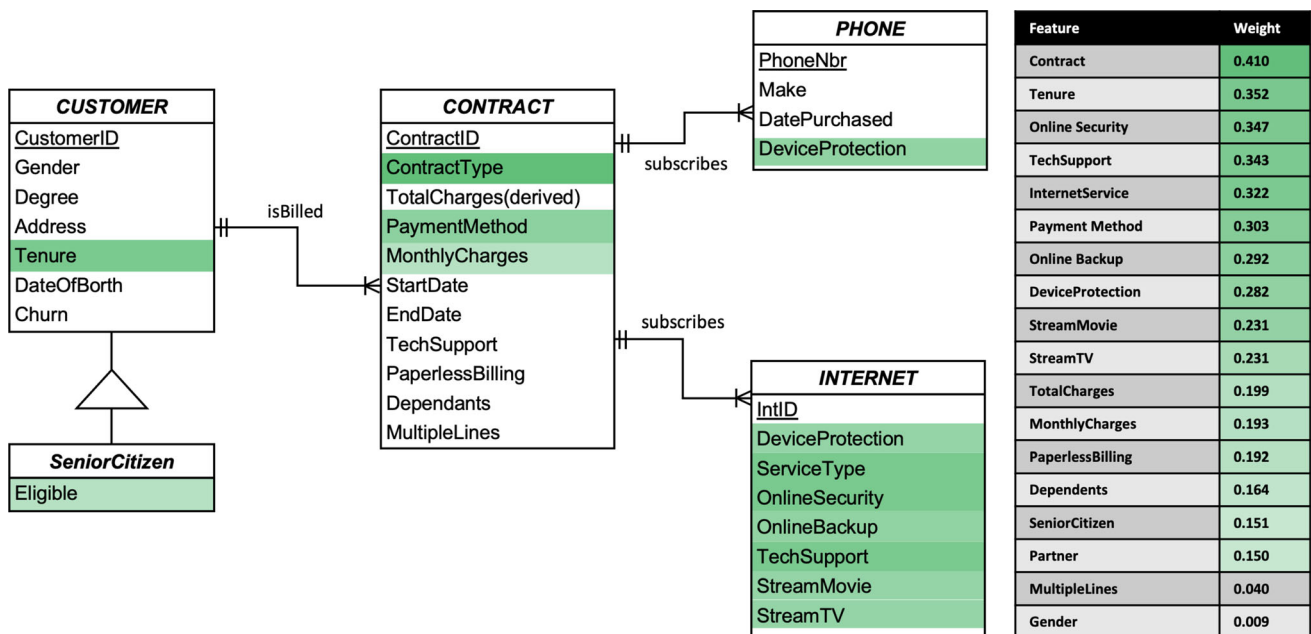 CUSTOMER
CustomerID
Gender
Degree
Address
Tenure
DateOfBorth
Churn
SeniorCitizen
Eligible
isBilled
CONTRACT
ContractID
ContractType
TotalCharges(derived)
PaymentMethod
MonthlyCharges
StartDate
EndDate
TechSupport
PaperlessBilling
Dependants
MultipleLines
subscribes
subscribes
PHONE
PhoneNbr
Make
DatePurchased
DeviceProtection
INTERNET
IntID
DeviceProtection
ServiceType
OnlineSecurity
OnlineBackup
TechSupport
StreamMovie
StreamTV
Feature Weight
Contract 0.410
Tenure 0.352
Online Security 0.347
TechSupport 0.343
InternetService 0.322
Payment Method 0.303
Online Backup 0.292
DeviceProtection 0.282
StreamMovie 0.231
StreamTV 0.231
TotalCharges 0.199
MonthlyCharges 0.193
PaperlessBilling 0.192
Dependents 0.164
SeniorCitizen 0.151
Partner 0.150
MultipleLines 0.040
Gender 0.009